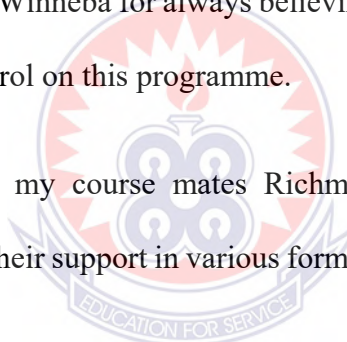 Winneba for always believi
rol on this programme.
my course mates Richm
heir support in various form
EDUCATION FOR SERVICE